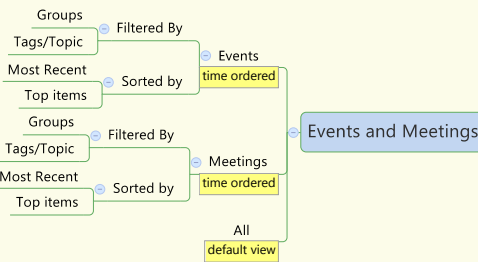 Groups
Filtered By
Tags/Topic
Events
time ordered
Most Recent
Sorted by
Top items
Groups
Filtered By
Tags/Topic
Meetings
time ordered
Most Recent
Sorted by
Top items
Events and Meetings
All
default view